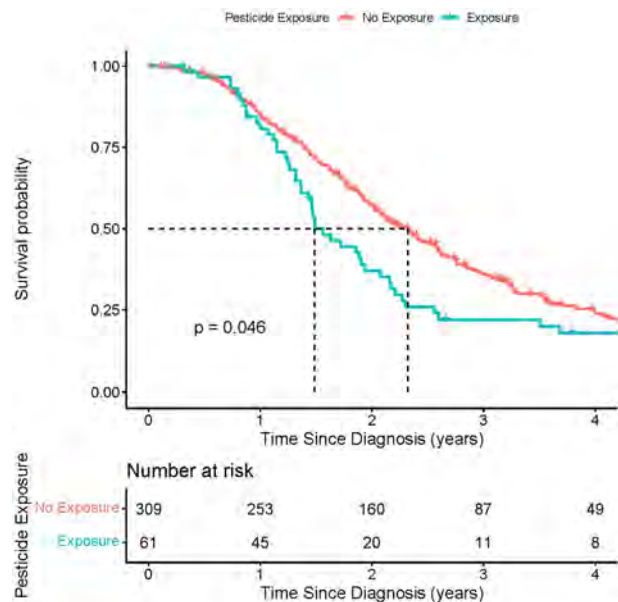 Pesticide Exposure No Exposure Exposure
1.00
0.75
0.50
0.25
0.00
Survival probability
p = 0.046
0 1 2 3 4
Time Since Diagnosis (years)
Number at risk
Pesticide Exposure
No Exposure 309 253 160 87 49
Exposure 61 45 20 11 8
0 1 2 3 4
Time Since Diagnosis (years)